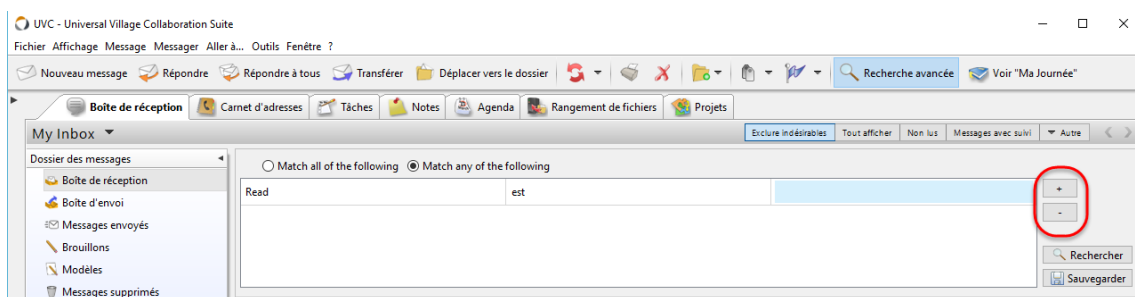 UVC - Universal Village Collaboration Suite
Fichier Affichage Message Messager Aller à... Outils Fenêtre ?
Nouveau message Répondre Répondre à tous Transférer Déplacer vers le dossier Recherche avancée Voir "Ma Journée"
Boîte de réception Carnet d'adresses Tâches Notes Agenda Rangement de fichiers Projets
My Inbox Exclure indésirables Tout afficher Non lus Messages avec suivi Autre
Dossier des messages
Match all of the following Match any of the following
Boîte de réception
Read est +
Boîte d'envoi
-
Messages envoyés
Brouillons
Rechercher
Modèles
Sauvegarder
Messages supprimés